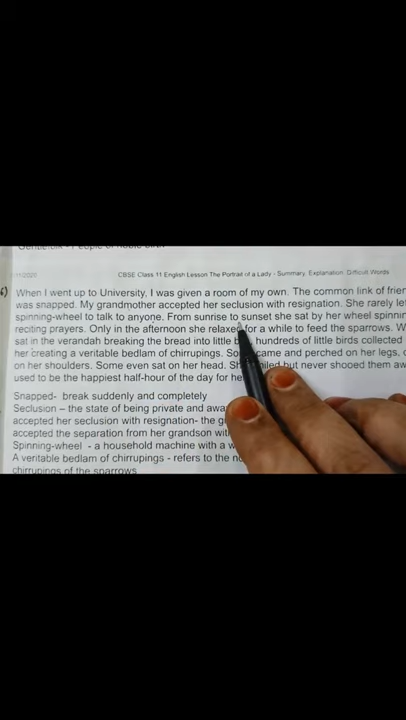 CBSE Class 11 English Lesson The Portrait of a Lady - Summary, Explanation, Difficult Words
When I went up to University, I was given a room of my own. The common link of
was snapped. My grandmother accepted her seclusion with resignation. She rarely
spinning-wheel to talk to anyone. From sunrise to sunset she sat by her wheel
reciting prayers. Only in the afternoon she relaxed for a while to feed the sparrows.
sat in the verandah breaking the bread into little hundreds of little birds collected
her creating a veritable bedlam of chirrupings. came and perched on her legs,
on her shoulders. Some even sat on her head. but never shooed them
used to be the happiest half-hour of the day for
Snapped- break suddenly and completely
Seclusion – the state of being private and
accepted her seclusion with resignation- the
accepted the separation from her grandson
Spinning-wheel - a household machine with a
A veritable bedlam of chirrupings - refers to the
chirrupings of the sparrows